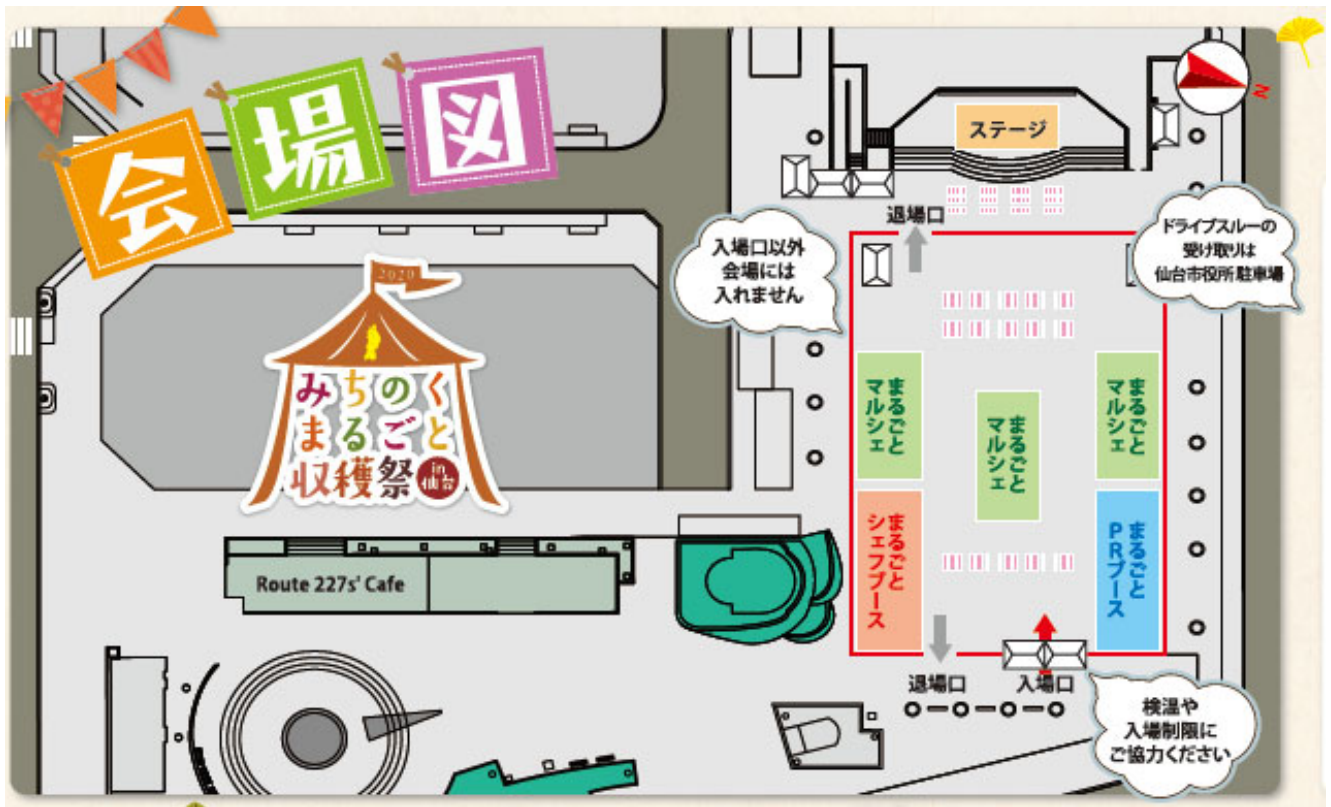 会場図
2020
みちのく
まるごと
収穫祭
in
仙台
Route 227s' Cafe
ステージ
N
退場口
入場口以外
会場には
入れません
ドライブスルーの
受け取りは
仙台市役所 駐車場
まるごと
マルシェ
まるごと
マルシェ
まるごと
マルシェ
まるごと
シェフブース
まるごと
PRブース
退場口
入場口
検温や
入場制限に
ご協力ください